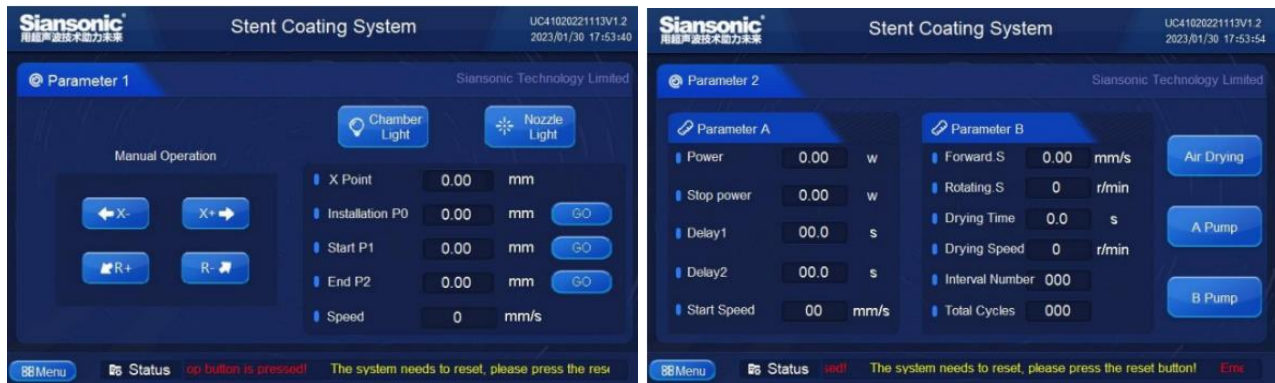 Siansonic
用超声波技术助力未来
Stent Coating System
UC41020221113V1.2
2023/01/30 17:53:40
Parameter 1
Siansonic Technology Limited
Chamber
Light
Nozzle
Light
Manual Operation
X-
X+
R+
R-
X Point 0.00 mm
Installation P0 0.00 mm GO
Start P1 0.00 mm GO
End P2 0.00 mm GO
Speed 0 mm/s
Menu
Status op button is pressed! The system needs to reset, please press the rese
Siansonic
用超声波技术助力未来
Stent Coating System
UC41020221113V1.2
2023/01/30 17:53:54
Parameter 2
Siansonic Technology Limited
Parameter A
Power 0.00 w
Stop power 0.00 w
Delay1 00.0 s
Delay2 00.0 s
Start Speed 00 mm/s
Parameter B
Forward.S 0.00 mm/s
Rotating.S 0 r/min
Drying Time 0.0 s
Drying Speed 0 r/min
Interval Number 000
Total Cycles 000
Air Drying
A Pump
B Pump
Menu
Status sed! The system needs to reset, please press the reset button! Eme